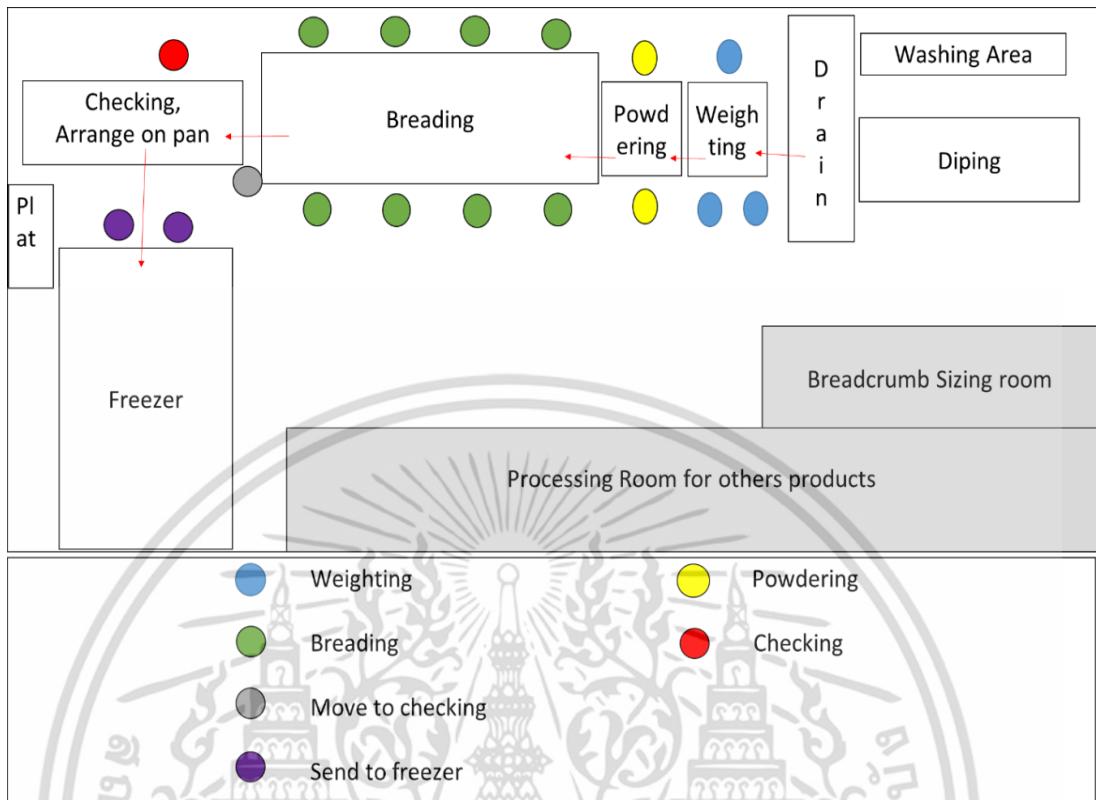 Checking,
Arrange on pan
Breading
Powd
ering
Weigh
ting
D
r
a
i
n
Washing Area
Diping
Pl
at
Freezer
Breadcrumb Sizing room
Processing Room for others products
Weighting
Powdering
Breading
Checking
Move to checking
Send to freezer